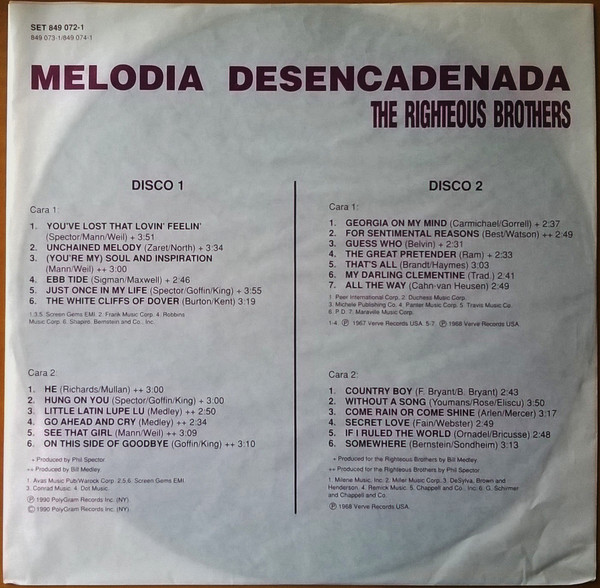 SET 849 072-1
849 073-1/849 074-1
MELODIA DESENCADENADA
THE RIGHTEOUS BROTHERS
DISCO 1
Cara 1:
1. YOU'VE LOST THAT LOVIN' FEELIN'
(Spector/Mann/Weil) + 3:51
2. UNCHAINED MELODY (Zaret/North) + 3:34
3. (YOU'RE MY) SOUL AND INSPIRATION
(Mann/Weil) ++ 3:00
4. EBB TIDE (Sigman/Maxwell) + 2:46
5. JUST ONCE IN MY LIFE (Spector/Goffin/King) + 3:55
6. THE WHITE CLIFFS OF DOVER (Burton/Kent) 3:19
1,3,5. Screen Gems EMI. 2. Frank Music Corp. 4. Robbins
Music Corp. 6. Shapiro, Bernstein and Co., Inc.
Cara 2:
1. HE (Richards/Mullan) ++ 3:00
2. HUNG ON YOU (Spector/Goffin/King) + 3:00
3. LITTLE LATIN LUPE LU (Medley) ++ 2:50
4. GO AHEAD AND CRY (Medley) ++ 2:34
5. SEE THAT GIRL (Mann/Weil) ++ 3:09
6. ON THIS SIDE OF GOODBYE (Goffin/King) ++ 3:10
+ Produced by Phil Spector.
++ Produced by Bill Medley.
1. Avas Music Pub/Warock Corp. 2,5,6. Screen Gems EMI.
3. Conrad Music. 4. Dot Music.
Ⓟ 1990 PolyGram Records Inc. (NY).
© 1990 PolyGram Records Inc. (NY).
DISCO 2
Cara 1:
1. GEORGIA ON MY MIND (Carmichael/Gorrell) + 2:37
2. FOR SENTIMENTAL REASONS (Best/Watson) ++ 2:49
3. GUESS WHO (Belvin) + 2:31
4. THE GREAT PRETENDER (Ram) + 2:33
5. THAT'S ALL (Brandt/Haymes) 3:03
6. MY DARLING CLEMENTINE (Trad.) 2:41
7. ALL THE WAY (Cahn-van Heusen) 2:49
1. Peer International Corp. 2. Duchess Music Corp.
3. Michele Publishing Co. 4. Panter Music Corp. 5. Travis Music Co.
6. P.D. 7. Maraville Music Corp.
1-4. Ⓟ 1967 Verve Records USA. 5-7. Ⓟ 1968 Verve Records USA.
Cara 2:
1. COUNTRY BOY (F. Bryant/B. Bryant) 2:43
2. WITHOUT A SONG (Youmans/Rose/Eliscu) 3:50
3. COME RAIN OR COME SHINE (Arlen/Mercer) 3:17
4. SECRET LOVE (Fain/Webster) 2:49
5. IF I RULED THE WORLD (Ornadel/Bricusse) 2:48
6. SOMEWHERE (Bernstein/Sondheim) 3:13
+ Produced for the Righteous Brothers by Bill Medley.
++ Produced for the Righteous Brothers by Phil Spector.
1. Milene Music, Inc. 2. Miller Music Corp. 3. DeSylva, Brown and
Henderson. 4. Remick Music. 5. Chappell and Co., Inc. 6. G. Schirmer
and Chappell and Co.
Ⓟ 1968 Verve Records USA.